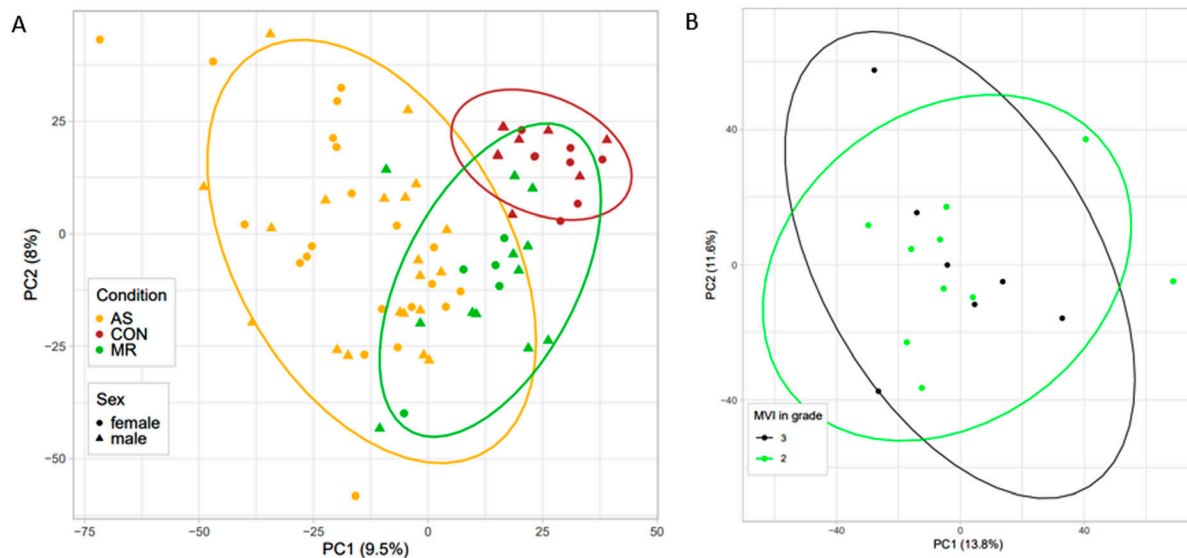 A
25
0
−25
−50
PC2 (8%)
Condition
AS
CON
MR
Sex
female
male
−75
−50
−25
0
25
50
PC1 (9.5%)
B
40
0
−40
PC2 (11.6%)
MVI in grade
3
2
−40
0
40
PC1 (13.8%)